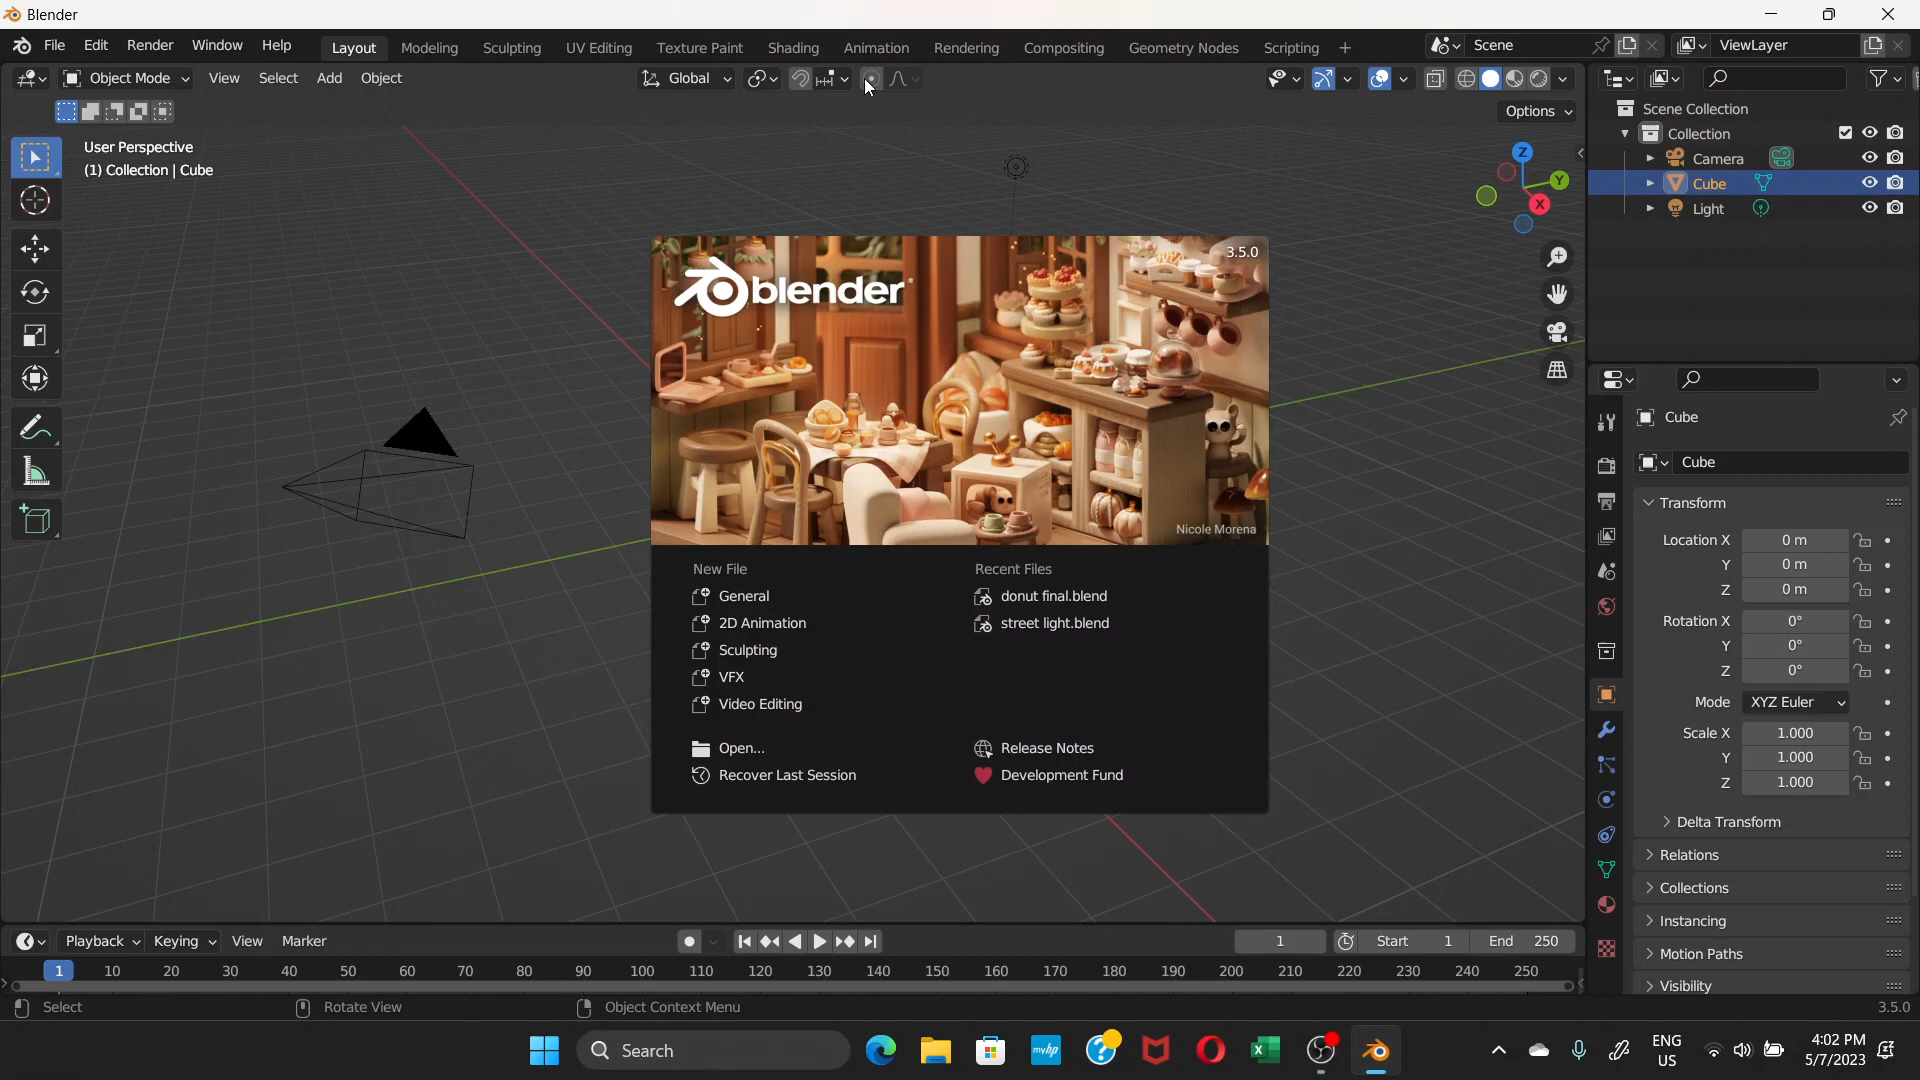 Blender
File Edit Render Window Help Layout Modeling Sculpting UV Editing Texture Paint Shading Animation Rendering Compositing Geometry Nodes Scripting + Scene ViewLayer
Object Mode View Select Add Object Global
Options
User Perspective
(1) Collection | Cube
Z
Y
X
Scene Collection
Collection
Camera
Cube
Light
blender
3.5.0
Nicole Morena
New File
General
2D Animation
Sculpting
VFX
Video Editing
Open...
Recover Last Session
Recent Files
donut final.blend
street light.blend
Release Notes
Development Fund
Cube
Cube
Transform
Location X 0 m
Y 0 m
Z 0 m
Rotation X 0°
Y 0°
Z 0°
Mode XYZ Euler
Scale X 1.000
Y 1.000
Z 1.000
Delta Transform
Relations
Collections
Instancing
Motion Paths
Visibility
Playback Keying View Marker 1 Start 1 End 250
1 10 20 30 40 50 60 70 80 90 100 110 120 130 140 150 160 170 180 190 200 210 220 230 240 250
Select Rotate View Object Context Menu 3.5.0
Search
myhp
ENG
US
4:02 PM
5/7/2023